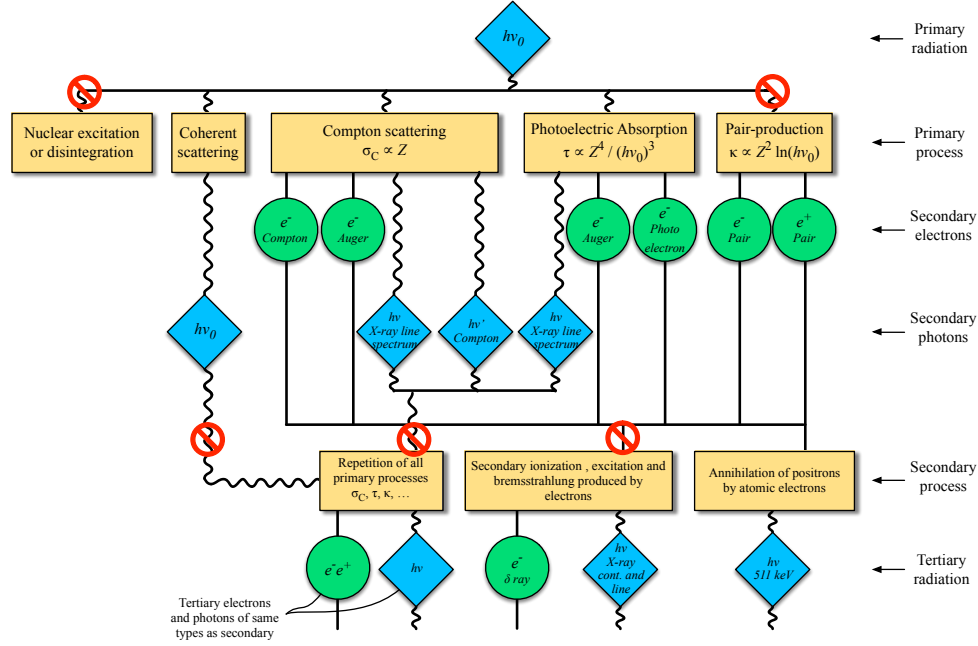 hν₀
Primary
radiation
Nuclear excitation
or disintegration
Coherent
scattering
Compton scattering
σ_C ∝ Z
Photoelectric Absorption
τ ∝ Z⁴ / (hν₀)³
Pair-production
κ ∝ Z² ln(hν₀)
Primary
process
e⁻
Compton
e⁻
Auger
e⁻
Auger
e⁻
Photo
electron
e⁻
Pair
e⁺
Pair
Secondary
electrons
hν₀
hν
X-ray line
spectrum
hν′
Compton
hν
X-ray line
spectrum
Secondary
photons
Repetition of all
primary processes
σ_C, τ, κ, …
Secondary ionization , excitation and
bremsstrahlung produced by
electrons
Annihilation of positrons
by atomic electrons
Secondary
process
e⁻e⁺
hν
e⁻
δ ray
hν
X-ray
cont. and
line
hν
511 keV
Tertiary
radiation
Tertiary electrons
and photons of same
types as secondary